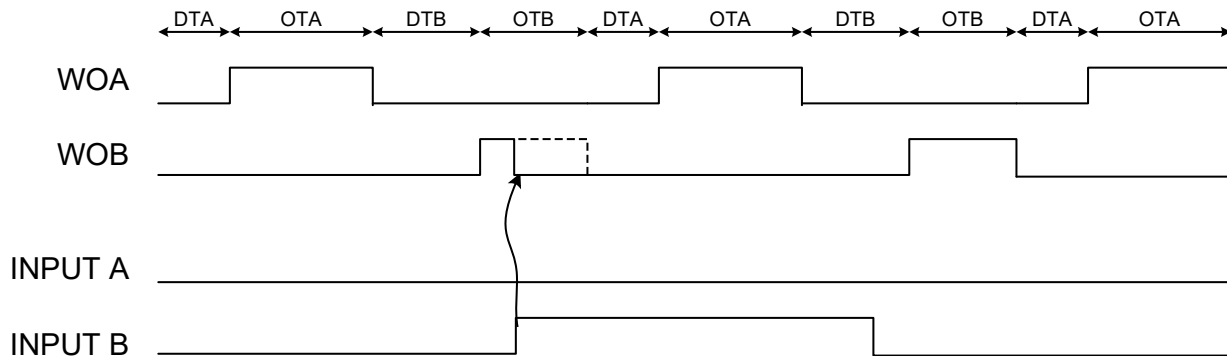 DTA OTA DTB OTB DTA OTA DTB OTB DTA OTA
WOA
WOB
INPUT A
INPUT B